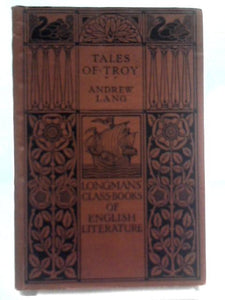 TALES
OF·TROY
ANDREW
LANG
LONGMANS
CLASS-BOOKS
OF
ENGLISH
LITERATURE